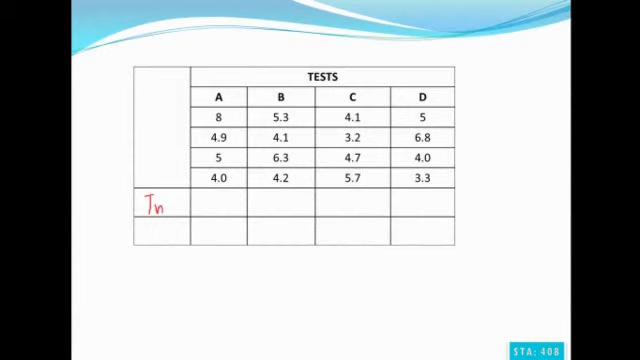 TESTS
A B C D
8 5.3 4.1 5
4.9 4.1 3.2 6.8
5 6.3 4.7 4.0
4.0 4.2 5.7 3.3
Tn
STA: 408